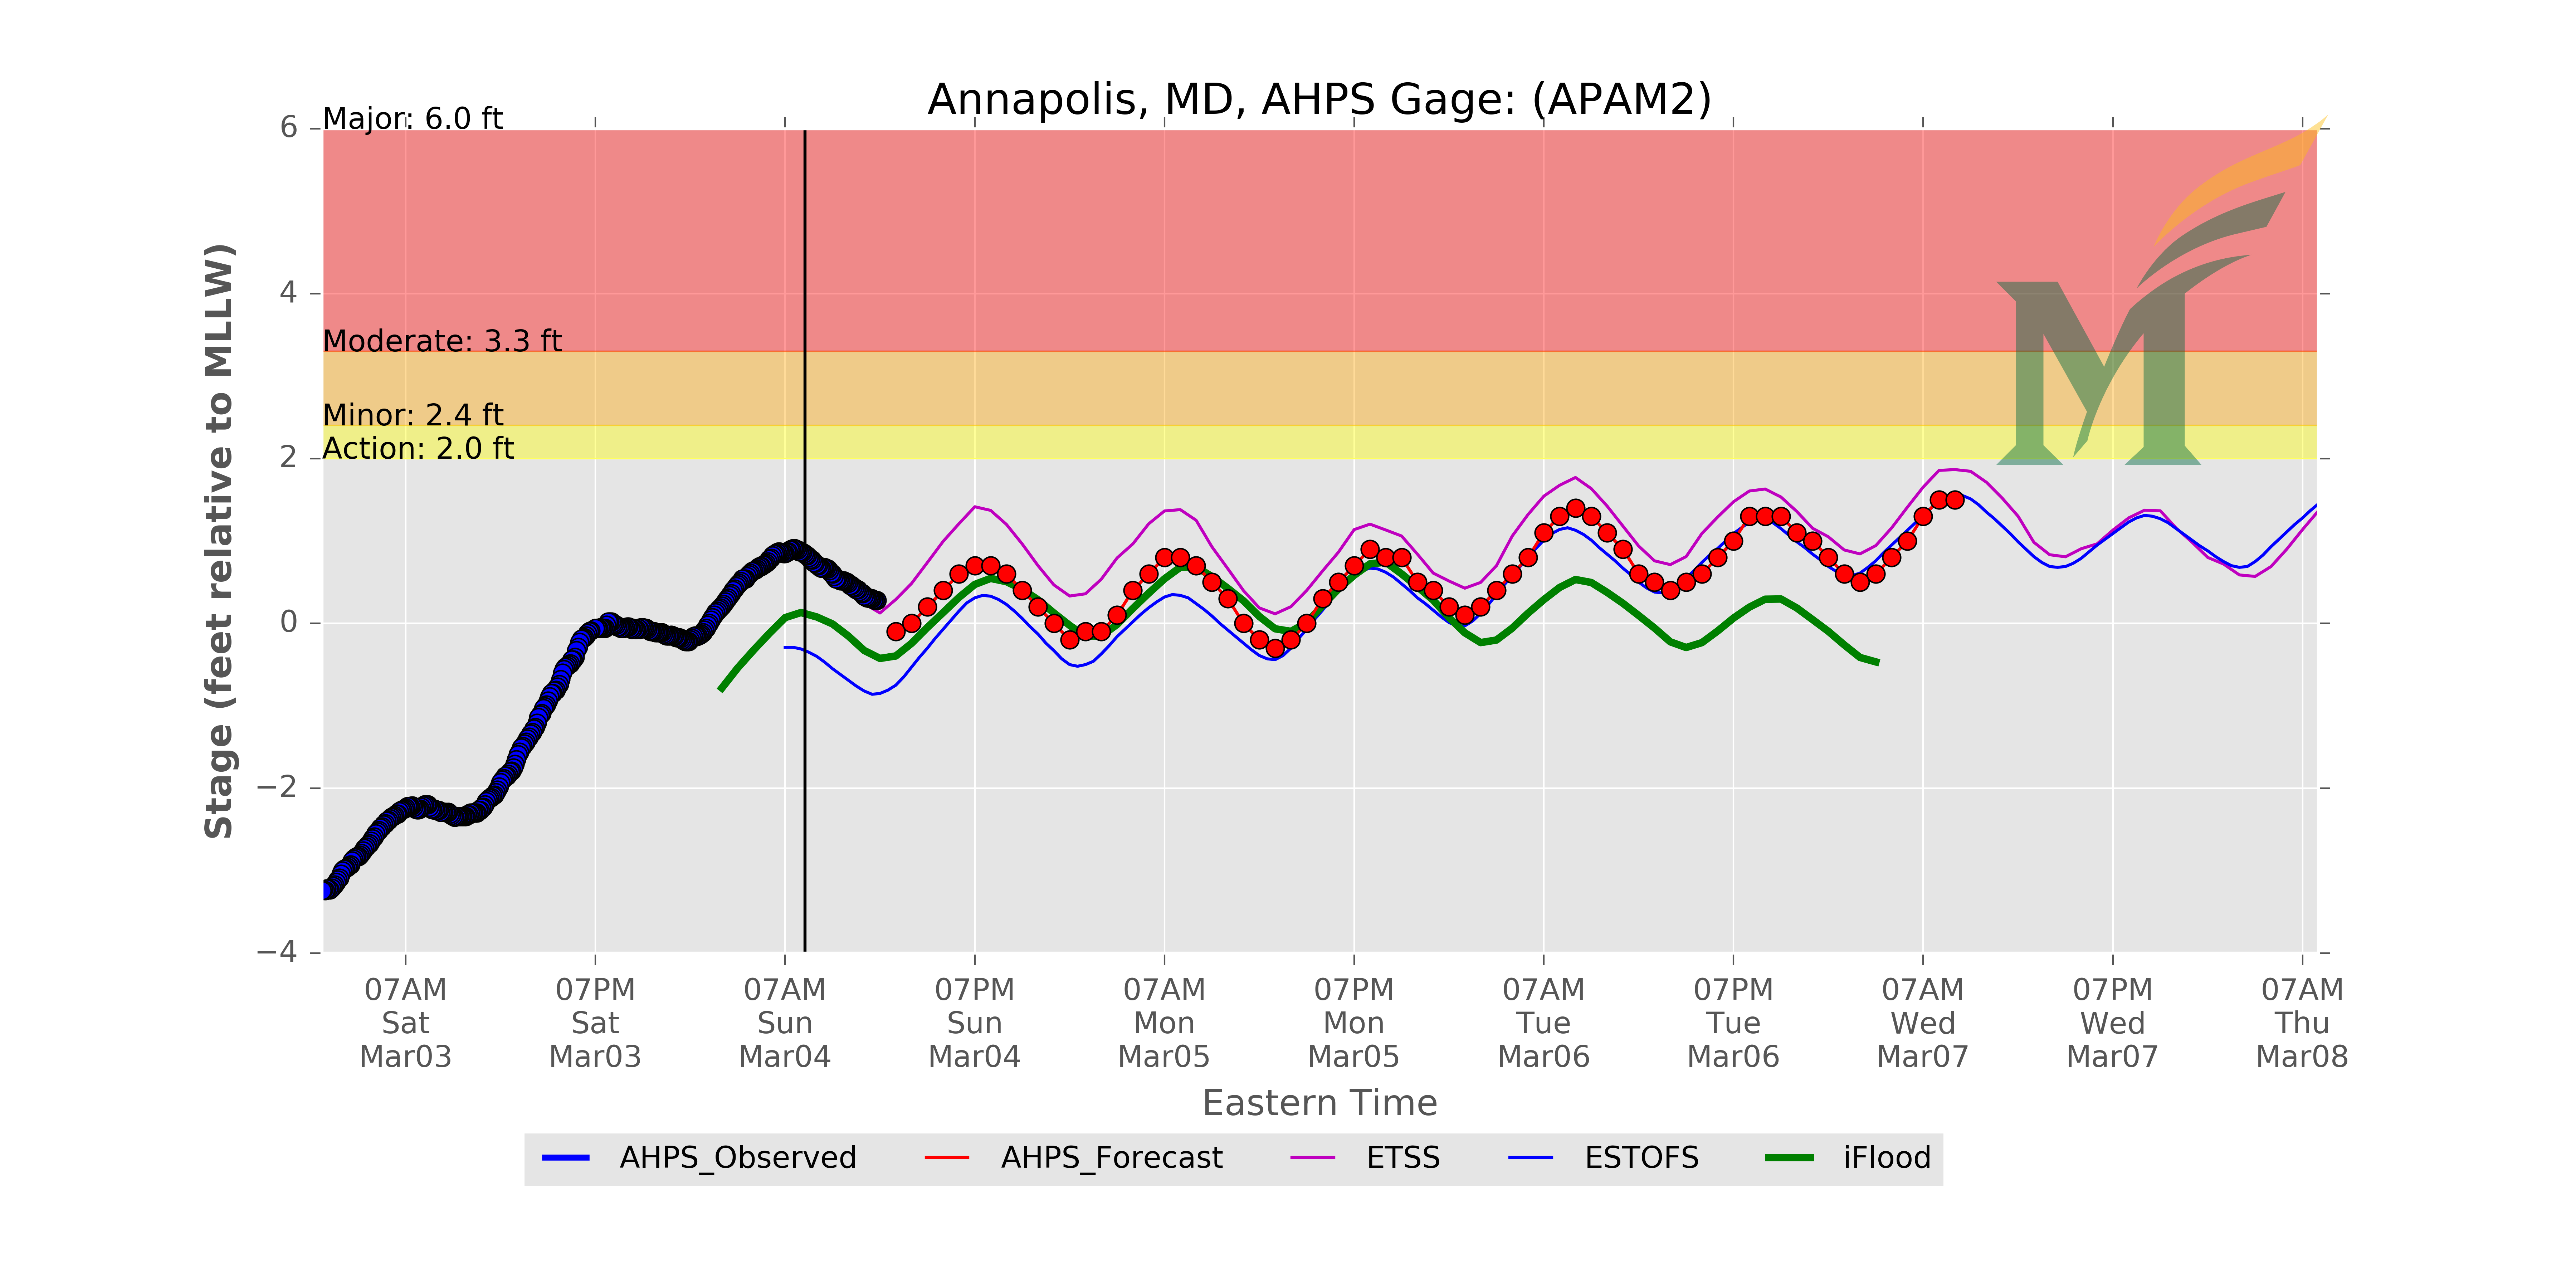 Annapolis, MD, AHPS Gage: (APAM2)
Major: 6.0 ft
Moderate: 3.3 ft
Minor: 2.4 ft
Action: 2.0 ft
Stage (feet relative to MLLW)
6
4
2
0
−2
−4
07AM 07PM 07AM 07PM 07AM 07PM 07AM 07PM 07AM 07PM 07AM
Sat Sat Sun Sun Mon Mon Tue Tue Wed Wed Thu
Mar03 Mar03 Mar04 Mar04 Mar05 Mar05 Mar06 Mar06 Mar07 Mar07 Mar08
Eastern Time
AHPS_Observed AHPS_Forecast ETSS ESTOFS iFlood